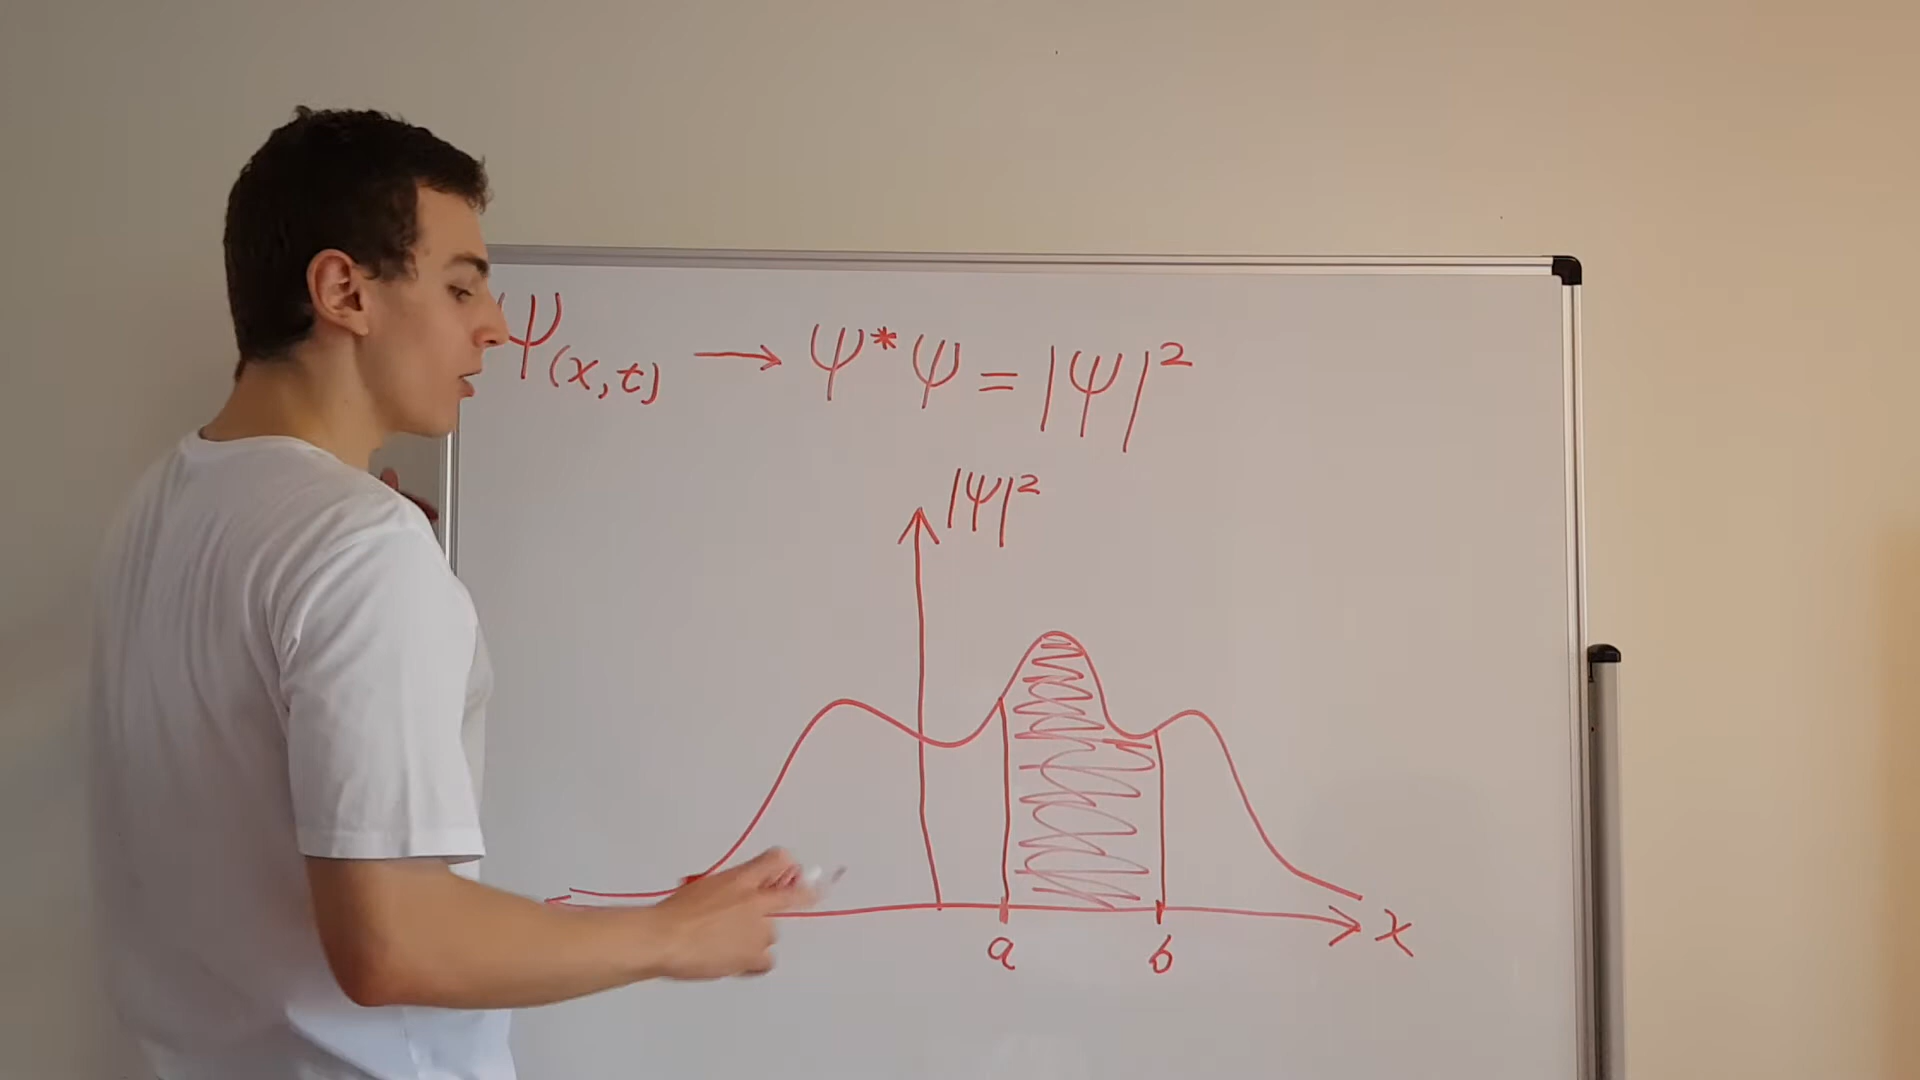 Ψ(x,t) → Ψ*Ψ = |Ψ|²
|Ψ|²
x
a b